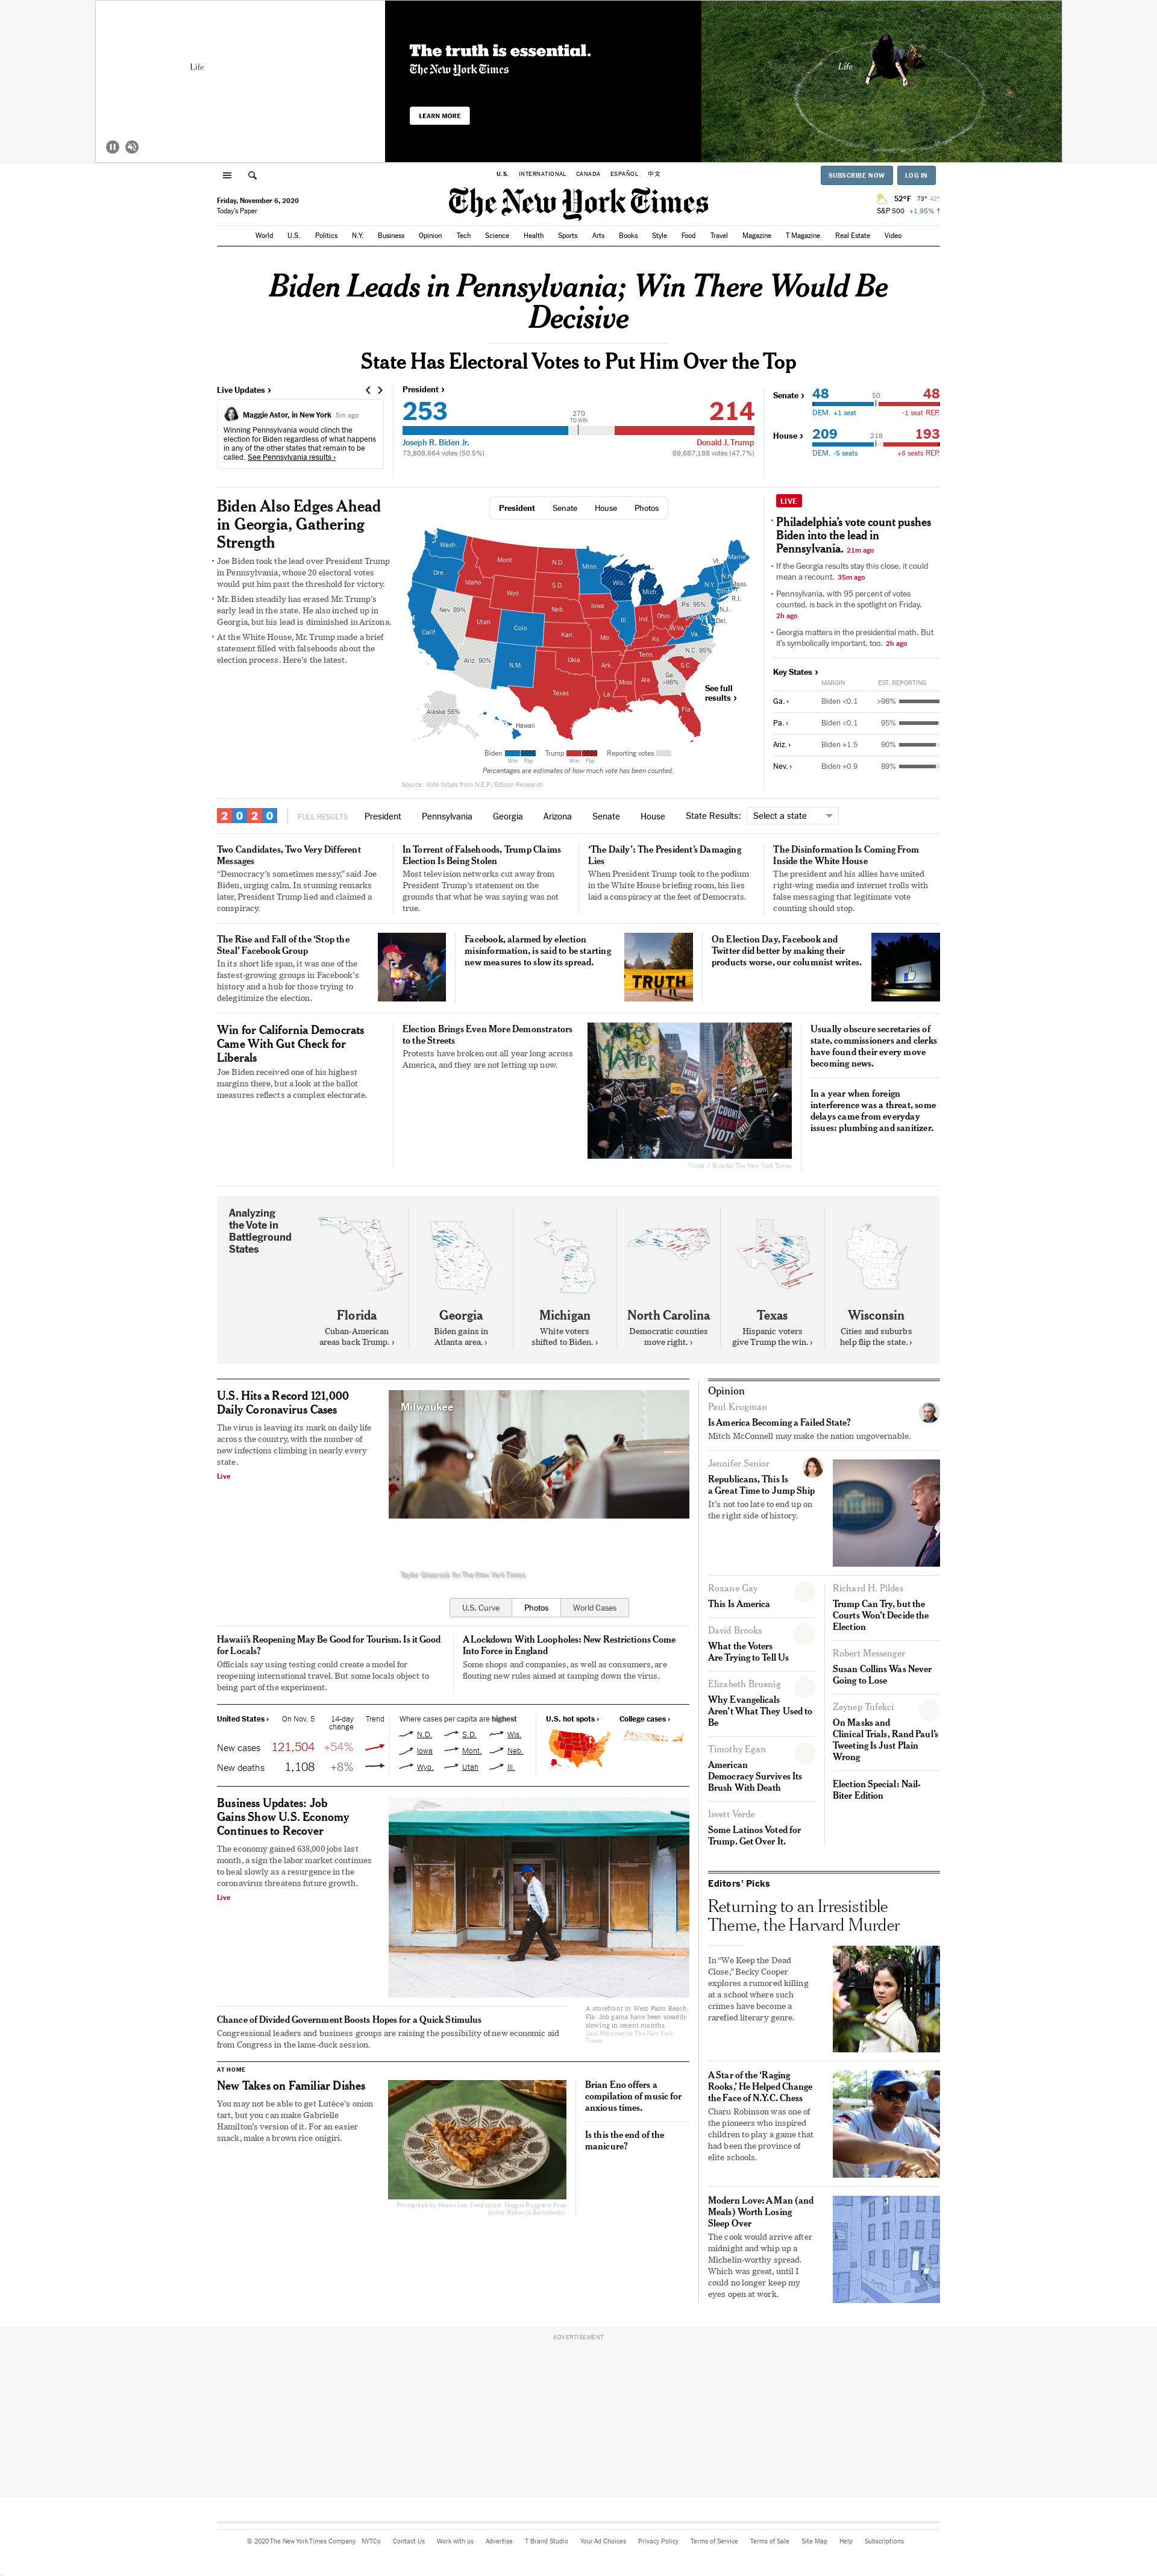 Life
The truth is essential.
The New York Times
LEARN MORE
Life
U.S. INTERNATIONAL CANADA ESPAÑOL 中文
SUBSCRIBE NOW LOG IN
Friday, November 6, 2020
Today's Paper
The New York Times
52°F 73° 42°
S&P 500 +1.95% ↑
World U.S. Politics N.Y. Business Opinion Tech Science Health Sports Arts Books Style Food Travel Magazine T Magazine Real Estate Video
Biden Leads in Pennsylvania; Win There Would Be
Decisive
State Has Electoral Votes to Put Him Over the Top
Live Updates ›
Maggie Astor, in New York 5m ago
Winning Pennsylvania would clinch the
election for Biden regardless of what happens
in any of the other states that remain to be
called. See Pennsylvania results ›
President ›
253 270 214
TO WIN
Joseph R. Biden Jr. Donald J. Trump
73,808,664 votes (50.5%) 69,687,188 votes (47.7%)
Senate › 48 50 48
DEM. +1 seat -1 seat REP.
House › 209 218 193
DEM. -5 seats +6 seats REP.
Biden Also Edges Ahead
in Georgia, Gathering
Strength
• Joe Biden took the lead over President Trump
in Pennsylvania, whose 20 electoral votes
would put him past the threshold for victory.
• Mr. Biden steadily has erased Mr. Trump's
early lead in the state. He also inched up in
Georgia, but his lead is diminished in Arizona.
• At the White House, Mr. Trump made a brief
statement filled with falsehoods about the
election process. Here's the latest.
President Senate House Photos
Wash.
Ore.
Calif.
Nev. 89%
Idaho
Mont.
Wyo.
Utah
Ariz. 90%
Colo.
N.M.
N.D.
S.D.
Neb.
Kan.
Okla.
Texas
Minn.
Iowa
Mo.
Ark.
La.
Wis.
Ill.
Mich.
Ind.
Ohio
Ky.
Tenn.
Miss.
Ala.
Ga.
>98%
Fla.
S.C.
N.C. 95%
Va.
W.Va.
Pa. 95%
N.Y.
Vt.
N.H.
Maine
Mass.
Conn.
R.I.
N.J.
Del.
Alaska 56%
Hawaii
See full
results ›
Biden Trump Reporting votes
Win Flip Win Flip
Percentages are estimates of how much vote has been counted.
Source: Vote totals from N.E.P./Edison Research
LIVE
• Philadelphia's vote count pushes
Biden into the lead in
Pennsylvania. 21m ago
• If the Georgia results stay this close, it could
mean a recount. 35m ago
• Pennsylvania, with 95 percent of votes
counted, is back in the spotlight on Friday.
2h ago
• Georgia matters in the presidential math. But
it's symbolically important, too. 2h ago
Key States ›
MARGIN EST. REPORTING
Ga. › Biden <0.1 >98%
Pa. › Biden <0.1 95%
Ariz. › Biden +1.5 90%
Nev. › Biden +0.9 89%
2020 FULL RESULTS President Pennsylvania Georgia Arizona Senate House State Results: Select a state
Two Candidates, Two Very Different
Messages
“Democracy's sometimes messy,” said Joe
Biden, urging calm. In stunning remarks
later, President Trump lied and claimed a
conspiracy.
In Torrent of Falsehoods, Trump Claims
Election Is Being Stolen
Most television networks cut away from
President Trump's statement on the
grounds that what he was saying was not
true.
‘The Daily’: The President's Damaging
Lies
When President Trump took to the podium
in the White House briefing room, his lies
laid a conspiracy at the feet of Democrats.
The Disinformation Is Coming From
Inside the White House
The president and his allies have united
right-wing media and internet trolls with
false messaging that legitimate vote
counting should stop.
The Rise and Fall of the ‘Stop the
Steal’ Facebook Group
In its short life span, it was one of the
fastest-growing groups in Facebook's
history and a hub for those trying to
delegitimize the election.
Facebook, alarmed by election
misinformation, is said to be starting
new measures to slow its spread.
TRUTH
On Election Day, Facebook and
Twitter did better by making their
products worse, our columnist writes.
Win for California Democrats
Came With Gut Check for
Liberals
Joe Biden received one of his highest
margins there, but a look at the ballot
measures reflects a complex electorate.
Election Brings Even More Demonstrators
to the Streets
Protests have broken out all year long across
America, and they are not letting up now.
VOTES
MATTER
COUNT
EVERY
VOTE
Victor J. Blue for The New York Times
Usually obscure secretaries of
state, commissioners and clerks
have found their every move
becoming news.
In a year when foreign
interference was a threat, some
delays came from everyday
issues: plumbing and sanitizer.
Analyzing
the Vote in
Battleground
States
Florida
Cuban-American
areas back Trump. ›
Georgia
Biden gains in
Atlanta area. ›
Michigan
White voters
shifted to Biden. ›
North Carolina
Democratic counties
move right. ›
Texas
Hispanic voters
give Trump the win. ›
Wisconsin
Cities and suburbs
help flip the state. ›
U.S. Hits a Record 121,000
Daily Coronavirus Cases
The virus is leaving its mark on daily life
across the country, with the number of
new infections climbing in nearly every
state.
Live
Milwaukee
Taylor Glascock for The New York Times
U.S. Curve Photos World Cases
Hawaii's Reopening May Be Good for Tourism. Is it Good
for Locals?
Officials say using testing could create a model for
reopening international travel. But some locals object to
being part of the experiment.
A Lockdown With Loopholes: New Restrictions Come
Into Force in England
Some shops and companies, as well as consumers, are
flouting new rules aimed at tamping down the virus.
United States › On Nov. 5 14-day
change Trend
New cases 121,504 +54%
New deaths 1,108 +8%
Where cases per capita are highest
N.D. S.D. Wis.
Iowa Mont. Neb.
Wyo. Utah Ill.
U.S. hot spots ›
College cases ›
Business Updates: Job
Gains Show U.S. Economy
Continues to Recover
The economy gained 638,000 jobs last
month, a sign the labor market continues
to heal slowly as a resurgence in the
coronavirus threatens future growth.
Live
A storefront in West Palm Beach,
Fla. Job gains have been steadily
slowing in recent months.
Saul Martinez for The New York
Times
Chance of Divided Government Boosts Hopes for a Quick Stimulus
Congressional leaders and business groups are raising the possibility of new economic aid
from Congress in the lame-duck session.
AT HOME
New Takes on Familiar Dishes
You may not be able to get Lutèce's onion
tart, but you can make Gabrielle
Hamilton's version of it. For an easier
snack, make a brown rice onigiri.
Photograph by Heami Lee. Food stylist: Maggie Ruggiero. Prop
stylist: Rebecca Bartoshesky
Brian Eno offers a
compilation of music for
anxious times.
Is this the end of the
manicure?
Opinion
Paul Krugman
Is America Becoming a Failed State?
Mitch McConnell may make the nation ungovernable.
Jennifer Senior
Republicans, This Is
a Great Time to Jump Ship
It's not too late to end up on
the right side of history.
Roxane Gay
This Is America
David Brooks
What the Voters
Are Trying to Tell Us
Elizabeth Bruenig
Why Evangelicals
Aren't What They Used to
Be
Timothy Egan
American
Democracy Survives Its
Brush With Death
Isvett Verde
Some Latinos Voted for
Trump. Get Over It.
Richard H. Pildes
Trump Can Try, but the
Courts Won't Decide the
Election
Robert Messenger
Susan Collins Was Never
Going to Lose
Zeynep Tufekci
On Masks and
Clinical Trials, Rand Paul's
Tweeting Is Just Plain
Wrong
Election Special: Nail-
Biter Edition
Editors' Picks
Returning to an Irresistible
Theme, the Harvard Murder
In “We Keep the Dead
Close,” Becky Cooper
explores a rumored killing
at a school where such
crimes have become a
rarefied literary genre.
A Star of the ‘Raging
Rooks,’ He Helped Change
the Face of N.Y.C. Chess
Charu Robinson was one of
the pioneers who inspired
children to play a game that
had been the province of
elite schools.
Modern Love: A Man (and
Meals) Worth Losing
Sleep Over
The cook would arrive after
midnight and whip up a
Michelin-worthy spread.
Which was great, until I
could no longer keep my
eyes open at work.
ADVERTISEMENT
© 2020 The New York Times Company NYTCo Contact Us Work with us Advertise T Brand Studio Your Ad Choices Privacy Policy Terms of Service Terms of Sale Site Map Help Subscriptions